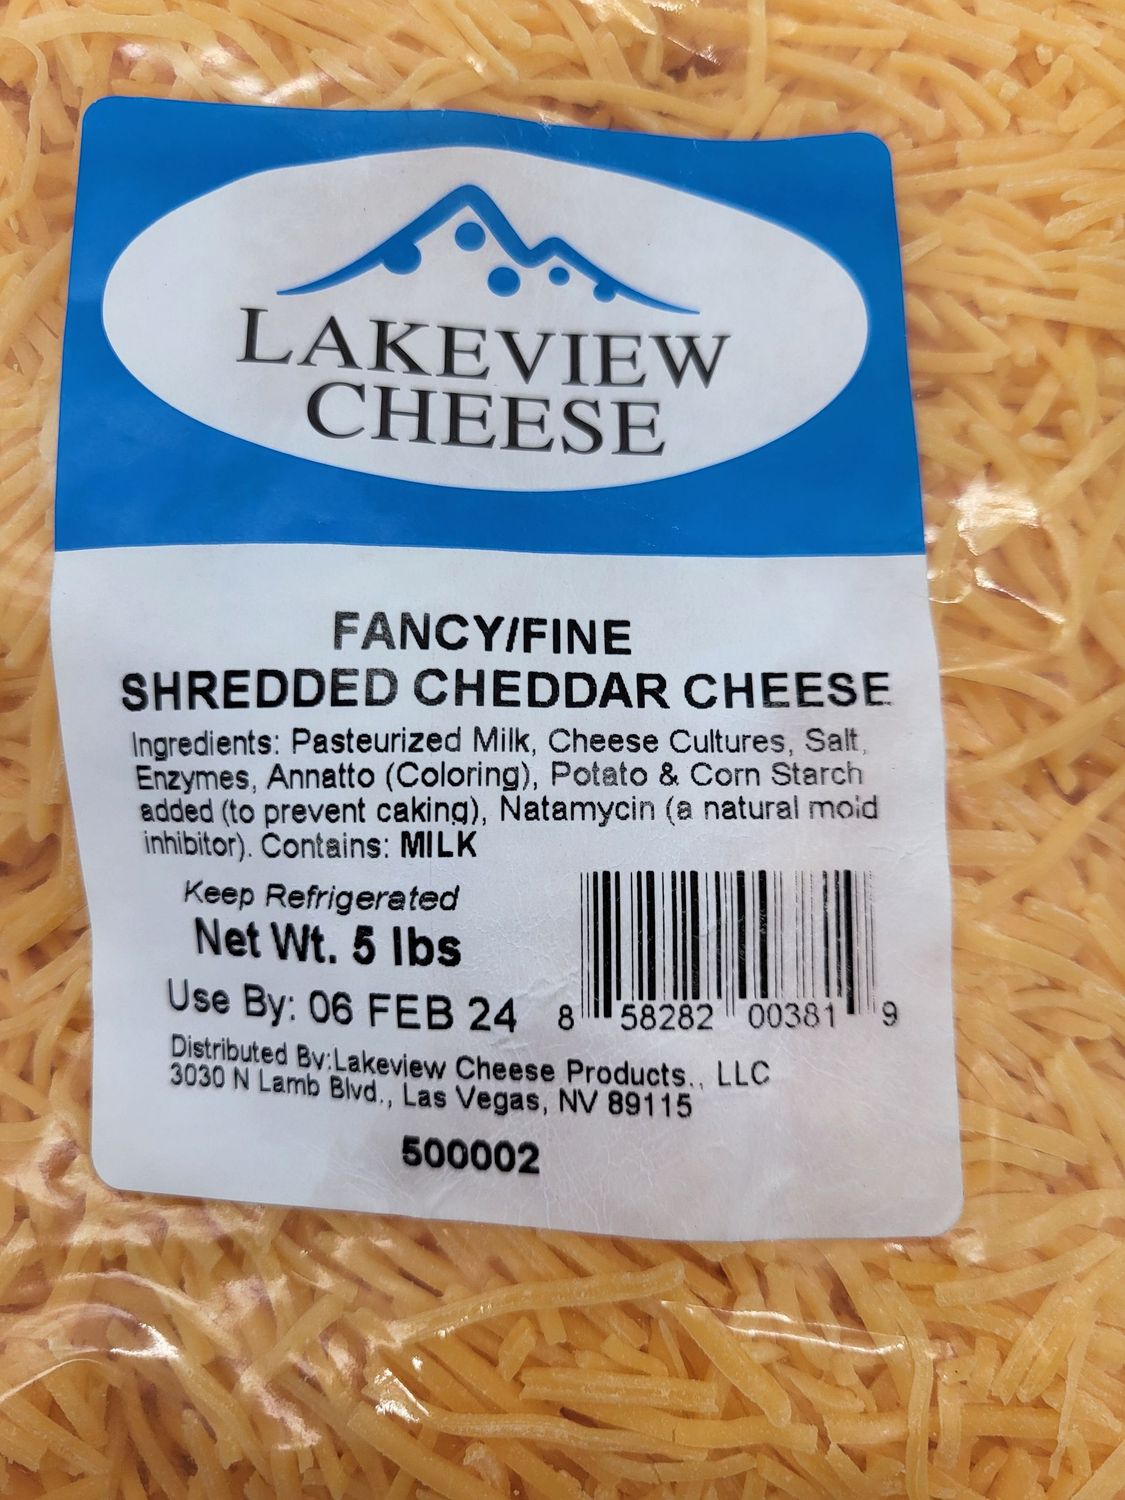 LAKEVIEW
CHEESE
FANCY/FINE
SHREDDED CHEDDAR CHEESE
Ingredients: Pasteurized Milk, Cheese Cultures, Salt,
Enzymes, Annatto (Coloring), Potato & Corn Starch
added (to prevent caking), Natamycin (a natural mold
inhibitor). Contains: MILK
Keep Refrigerated
Net Wt. 5 lbs
Use By: 06 FEB 24
8 58282 00381 9
Distributed By:Lakeview Cheese Products., LLC
3030 N Lamb Blvd., Las Vegas, NV 89115
500002